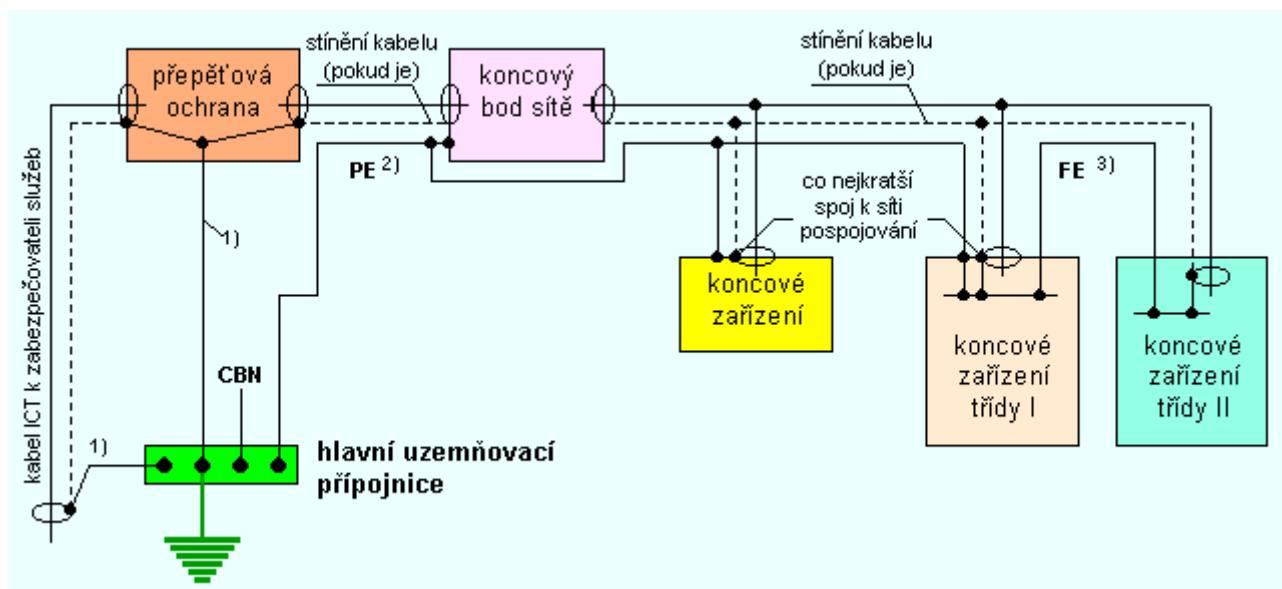 přepěťová
ochrana
stínění kabelu
(pokud je)
koncový
bod sítě
stínění kabelu
(pokud je)
kabel ICT k zabezpečovateli služeb
PE 2)
1)
co nejkratší
spoj k síti
pospojování
FE 3)
koncové
zařízení
koncové
zařízení
třídy I
koncové
zařízení
třídy II
CBN
1)
hlavní uzemňovací
přípojnice